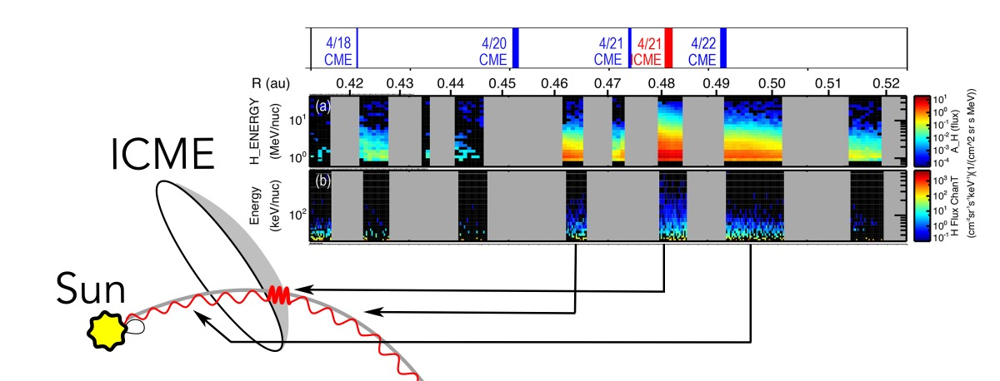 4/18
CME
4/20
CME
4/21
CME
4/21
ICME
4/22
CME
R (au)
0.42 0.43 0.44 0.45 0.46 0.47 0.48 0.49 0.50 0.51 0.52
(a)
H_ENERGY
(MeV/nuc)
10¹
10⁰
10¹
10⁰
10⁻¹
10⁻²
10⁻³
10⁻⁴
A_H (flux)
(1/(cm^2 sr s MeV))
(b)
Energy
(keV/nuc)
10²
10³
10²
10¹
10⁰
10⁻¹
H Flux ChanT
(cm⁻²sr⁻¹s⁻¹keV⁻¹)
ICME
Sun